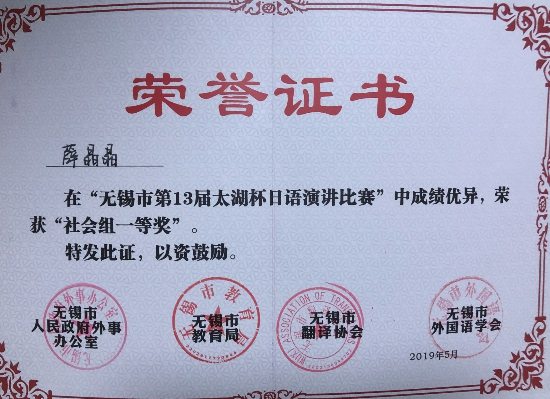 荣誉证书
薛晶晶
在“无锡市第13届太湖杯日语演讲比赛”中成绩优异，荣
获“社会组一等奖”。
特发此证，以资鼓励。
无锡市
人民政府外事
办公室
无锡市
教育局
无锡市
翻译协会
无锡市
外国语学会
2019年5月